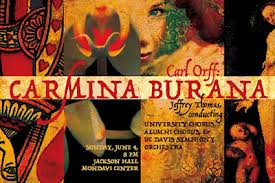 Carl Orff:
CARMINA BURANA
Jeffrey Thomas,
conducting
UNIVERSITY CHORUS,
ALUMNI CHORUS, &
UC DAVIS SYMPHONY
ORCHESTRA
SUNDAY, JUNE 4,
8 PM
JACKSON HALL
MONDAVI CENTER